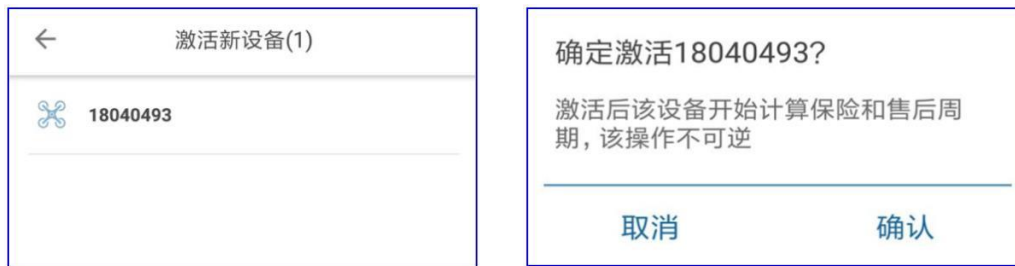 激活新设备(1)
18040493
确定激活18040493?
激活后该设备开始计算保险和售后周
期,该操作不可逆
取消
确认